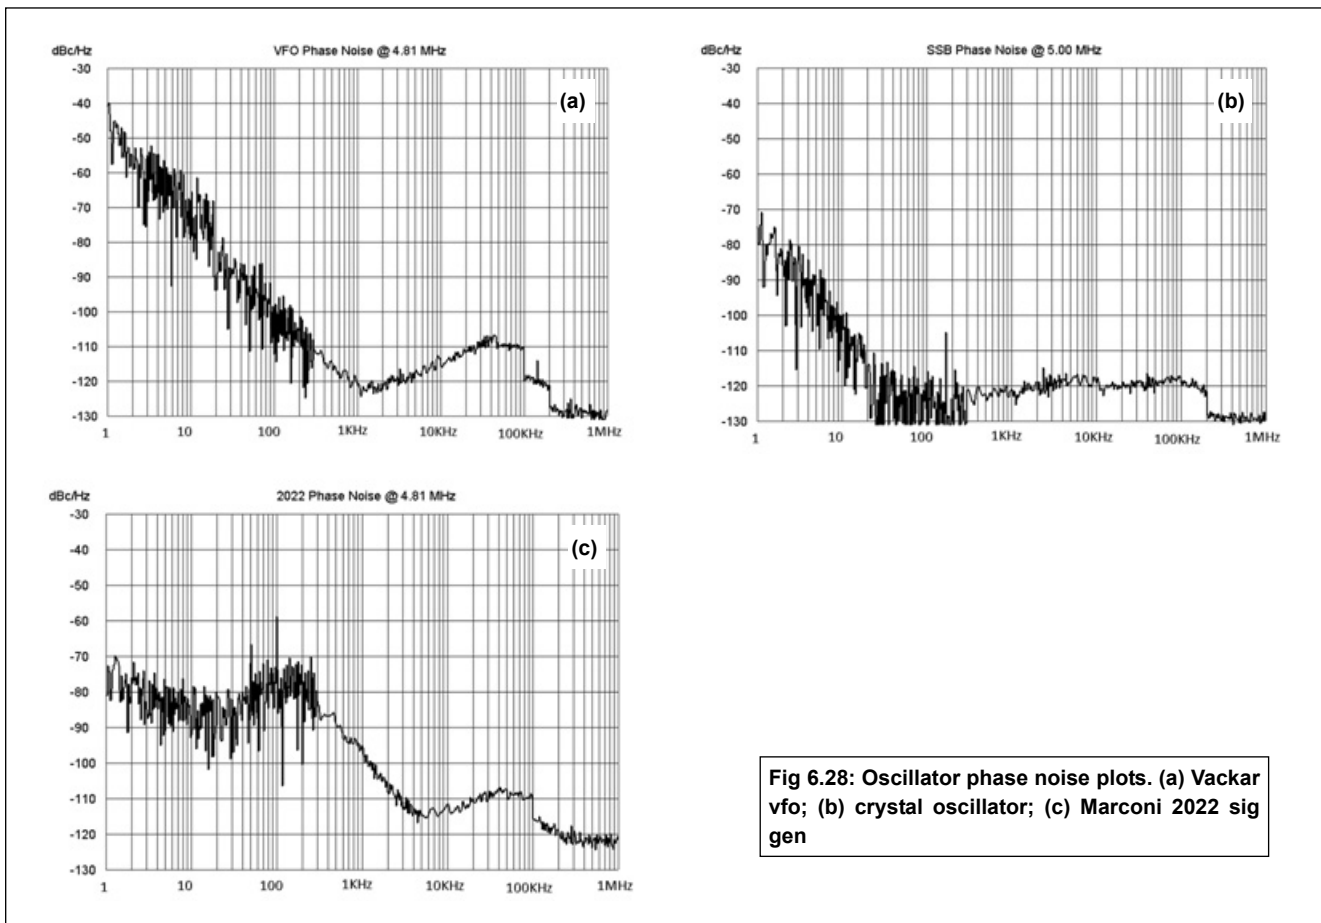 dBc/Hz
VFO Phase Noise @ 4.81 MHz
(a)
-30
-40
-50
-60
-70
-80
-90
-100
-110
-120
-130
1
10
100
1KHz
10KHz
100KHz
1MHz
dBc/Hz
SSB Phase Noise @ 5.00 MHz
(b)
-30
-40
-50
-60
-70
-80
-90
-100
-110
-120
-130
1
10
100
1KHz
10KHz
100KHz
1MHz
dBc/Hz
2022 Phase Noise @ 4.81 MHz
(c)
-30
-40
-50
-60
-70
-80
-90
-100
-110
-120
-130
1
10
100
1KHz
10KHz
100KHz
1MHz
Fig 6.28: Oscillator phase noise plots. (a) Vackar
vfo; (b) crystal oscillator; (c) Marconi 2022 sig
gen